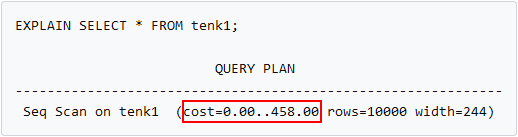 EXPLAIN SELECT * FROM tenk1;
QUERY PLAN
-------------------------------------------------------------
Seq Scan on tenk1 (cost=0.00..458.00 rows=10000 width=244)